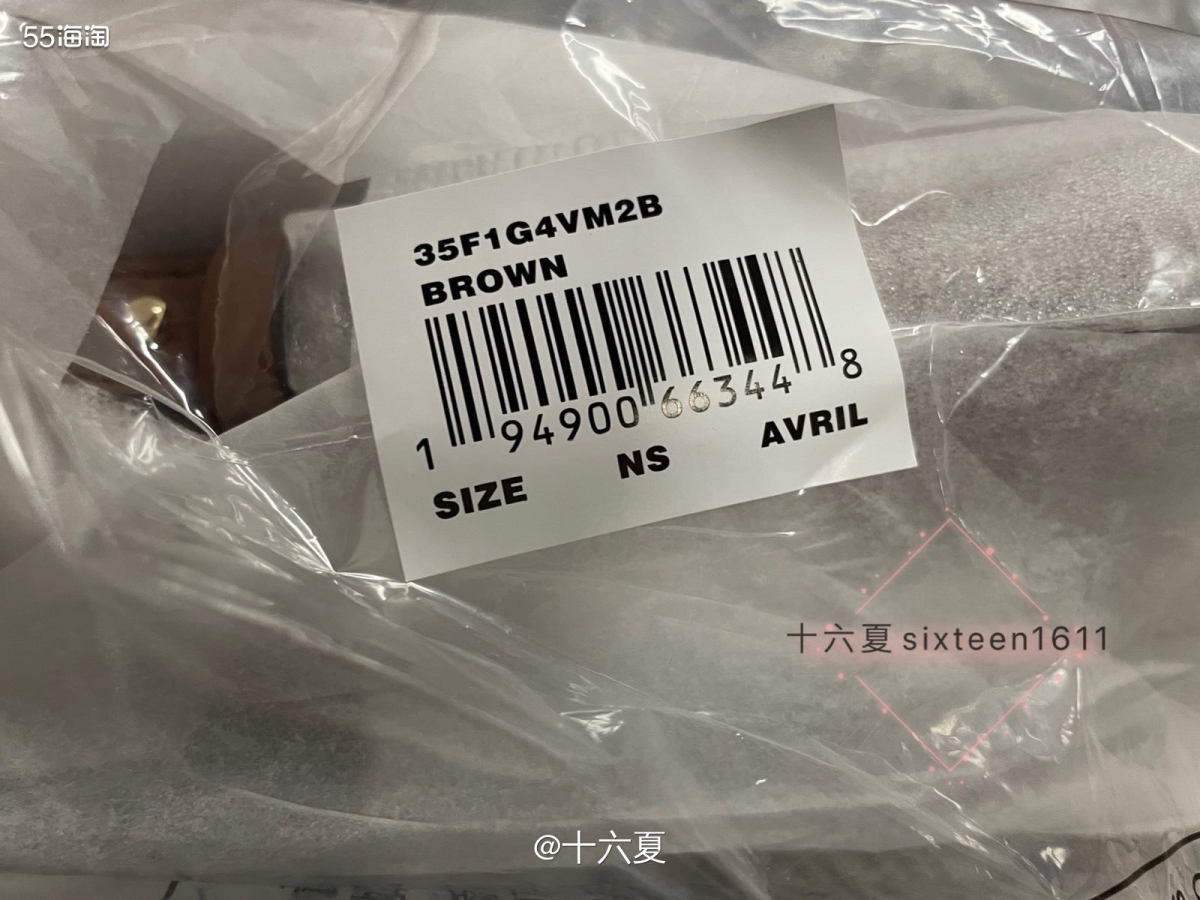 55海淘
35F1G4VM2B
BROWN
1 94900 66344 8
SIZE NS AVRIL
十六夏 sixteen1611
@十六夏